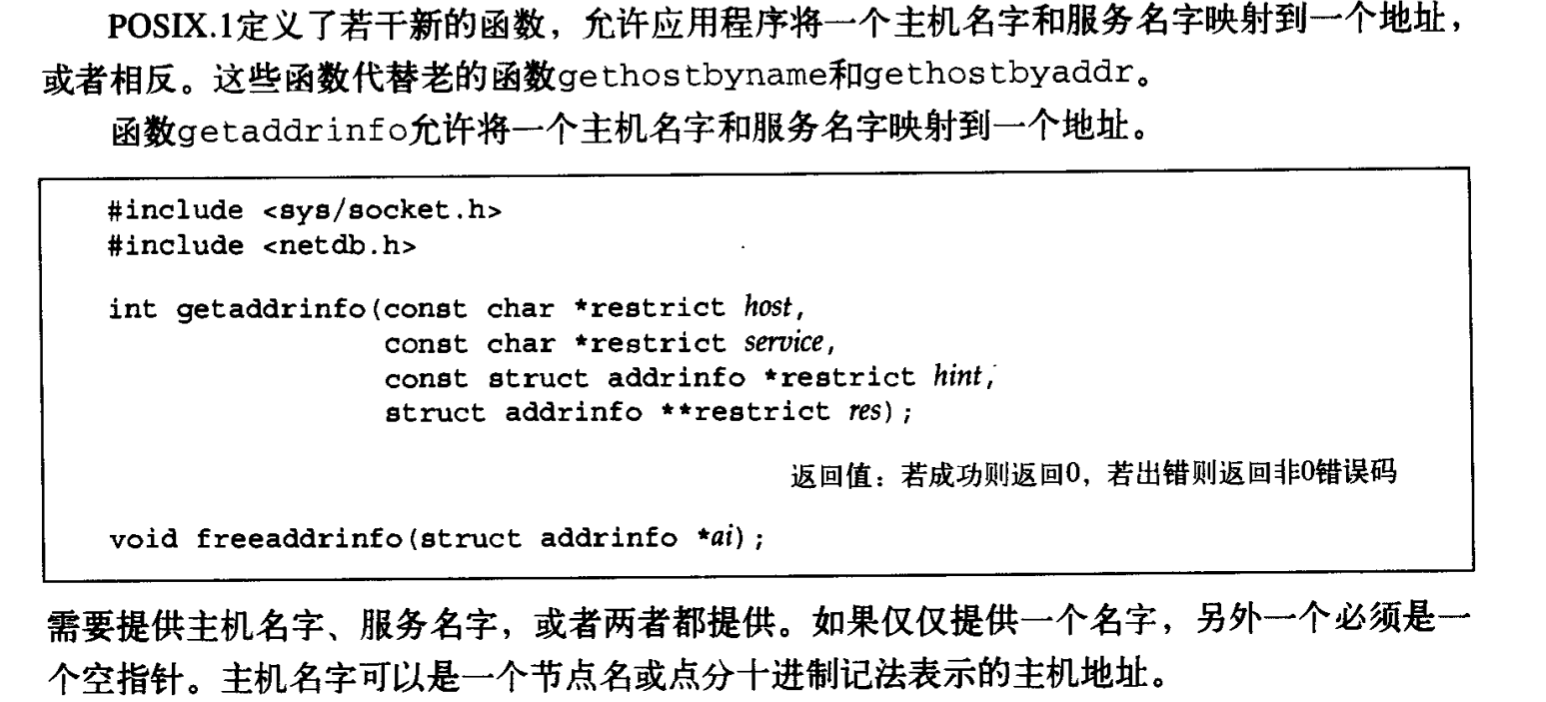 POSIX.1定义了若干新的函数，允许应用程序将一个主机名字和服务名字映射到一个地址，
或者相反。这些函数代替老的函数gethostbyname和gethostbyaddr。
函数getaddrinfo允许将一个主机名字和服务名字映射到一个地址。
#include <sys/socket.h>
#include <netdb.h>
int getaddrinfo(const char *restrict host,
const char *restrict service,
const struct addrinfo *restrict hint,
struct addrinfo **restrict res);
返回值：若成功则返回0，若出错则返回非0错误码
void freeaddrinfo(struct addrinfo *ai);
需要提供主机名字、服务名字，或者两者都提供。如果仅仅提供一个名字，另外一个必须是一
个空指针。主机名字可以是一个节点名或点分十进制记法表示的主机地址。